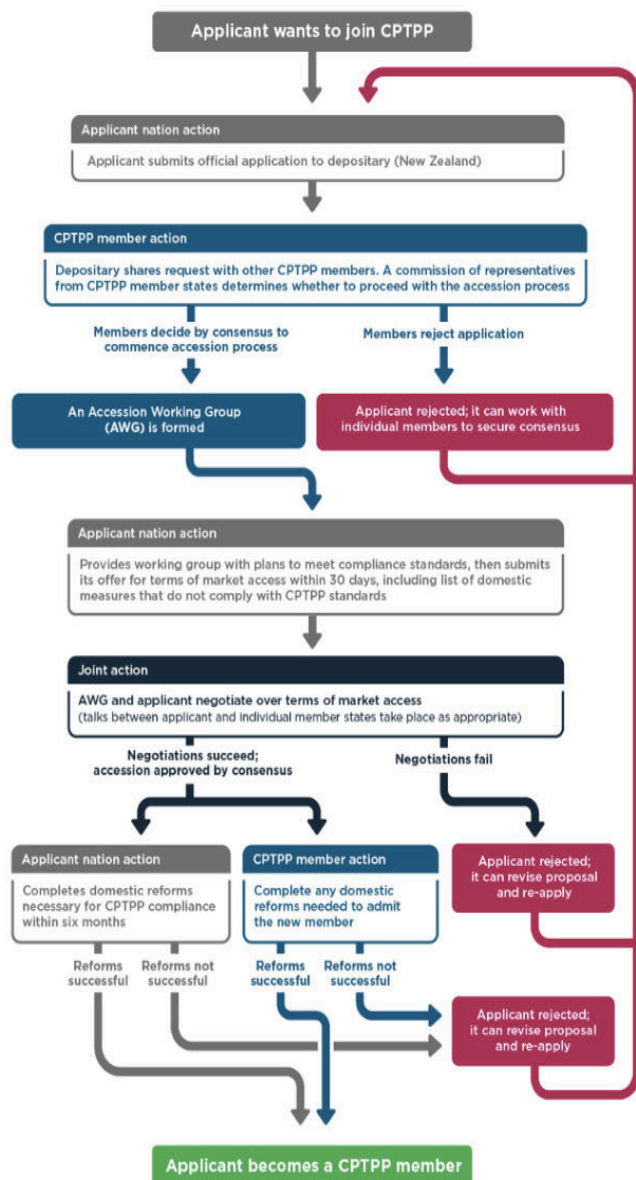 Applicant wants to join CPTPP
Applicant nation action
Applicant submits official application to depositary (New Zealand)
CPTPP member action
Depositary shares request with other CPTPP members. A commission of representatives
from CPTPP member states determines whether to proceed with the accession process
Members decide by consensus to
commence accession process
Members reject application
An Accession Working Group
(AWG) is formed
Applicant rejected; it can work with
individual members to secure consensus
Applicant nation action
Provides working group with plans to meet compliance standards, then submits
its offer for terms of market access within 30 days, including list of domestic
measures that do not comply with CPTPP standards
Joint action
AWG and applicant negotiate over terms of market access
(talks between applicant and individual member states take place as appropriate)
Negotiations succeed;
accession approved by consensus
Negotiations fail
Applicant nation action
Completes domestic reforms
necessary for CPTPP compliance
within six months
CPTPP member action
Complete any domestic
reforms needed to admit
the new member
Applicant rejected;
it can revise proposal
and re-apply
Reforms
successful
Reforms not
successful
Reforms
successful
Reforms not
successful
Applicant rejected;
it can revise proposal
and re-apply
Applicant becomes a CPTPP member